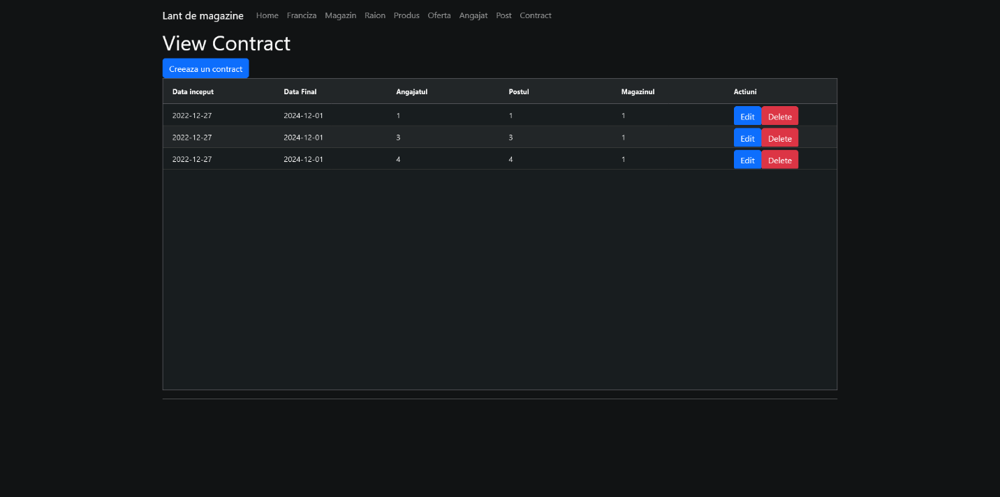 Lant de magazine Home Franciza Magazin Raion Produs Oferta Angajat Post Contract
View Contract
Creeaza un contract
Data inceput Data Final Angajatul Postul Magazinul Actiuni
2022-12-27 2024-12-01 1 1 1 Edit Delete
2022-12-27 2024-12-01 3 3 1 Edit Delete
2022-12-27 2024-12-01 4 4 1 Edit Delete